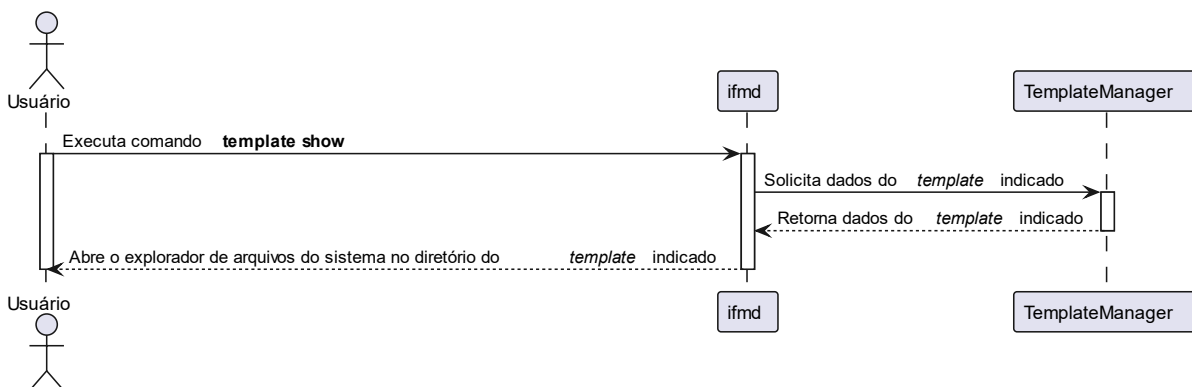 Usuário
ifmd
TemplateManager
Executa comando template show
Solicita dados do template indicado
Retorna dados do template indicado
Abre o explorador de arquivos do sistema no diretório do template indicado
Usuário
ifmd
TemplateManager